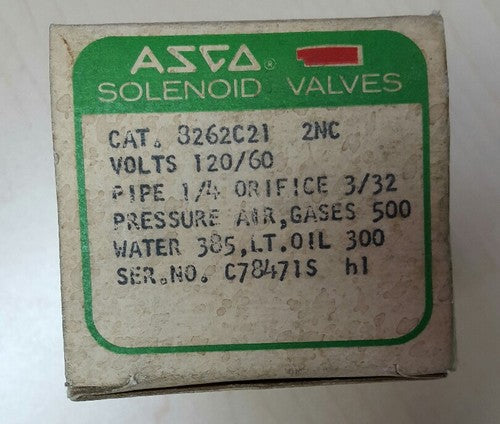 ASCO®
SOLENOID VALVES
CAT. 8262C21 2NC
VOLTS 120/60
PIPE 1/4 ORIFICE 3/32
PRESSURE AIR,GASES 500
WATER 385,LT.OIL 300
SER.NO. C78471S h1